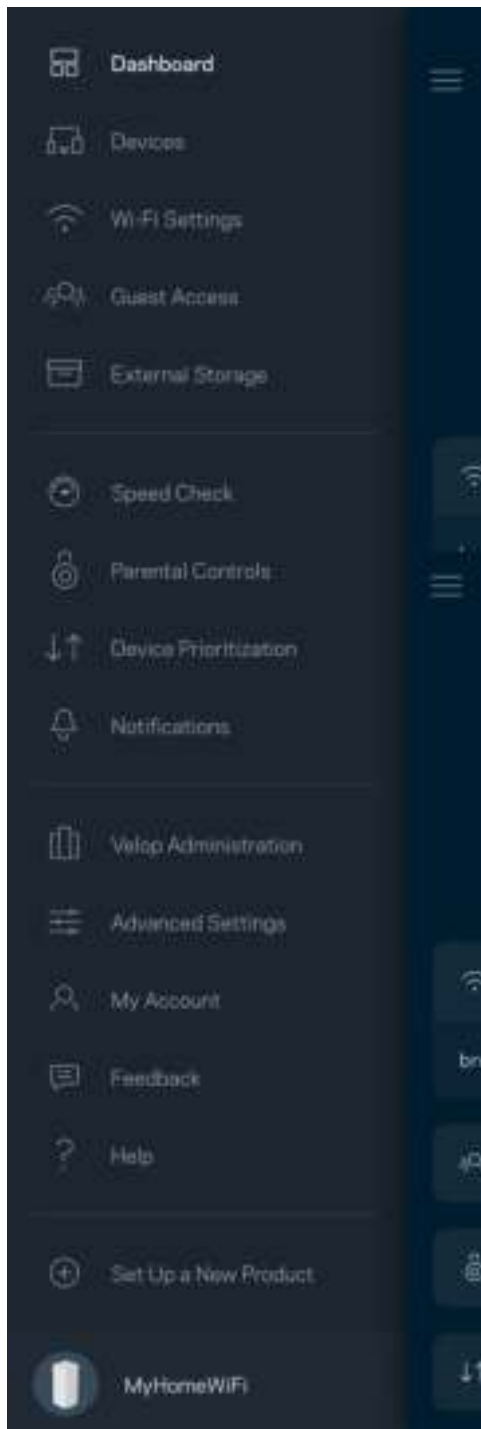 Dashboard
Devices
Wi-Fi Settings
Guest Access
External Storage
Speed Check
Parental Controls
Device Prioritization
Notifications
Velop Administration
Advanced Settings
My Account
Feedback
Help
Set Up a New Product
MyHomeWiFi